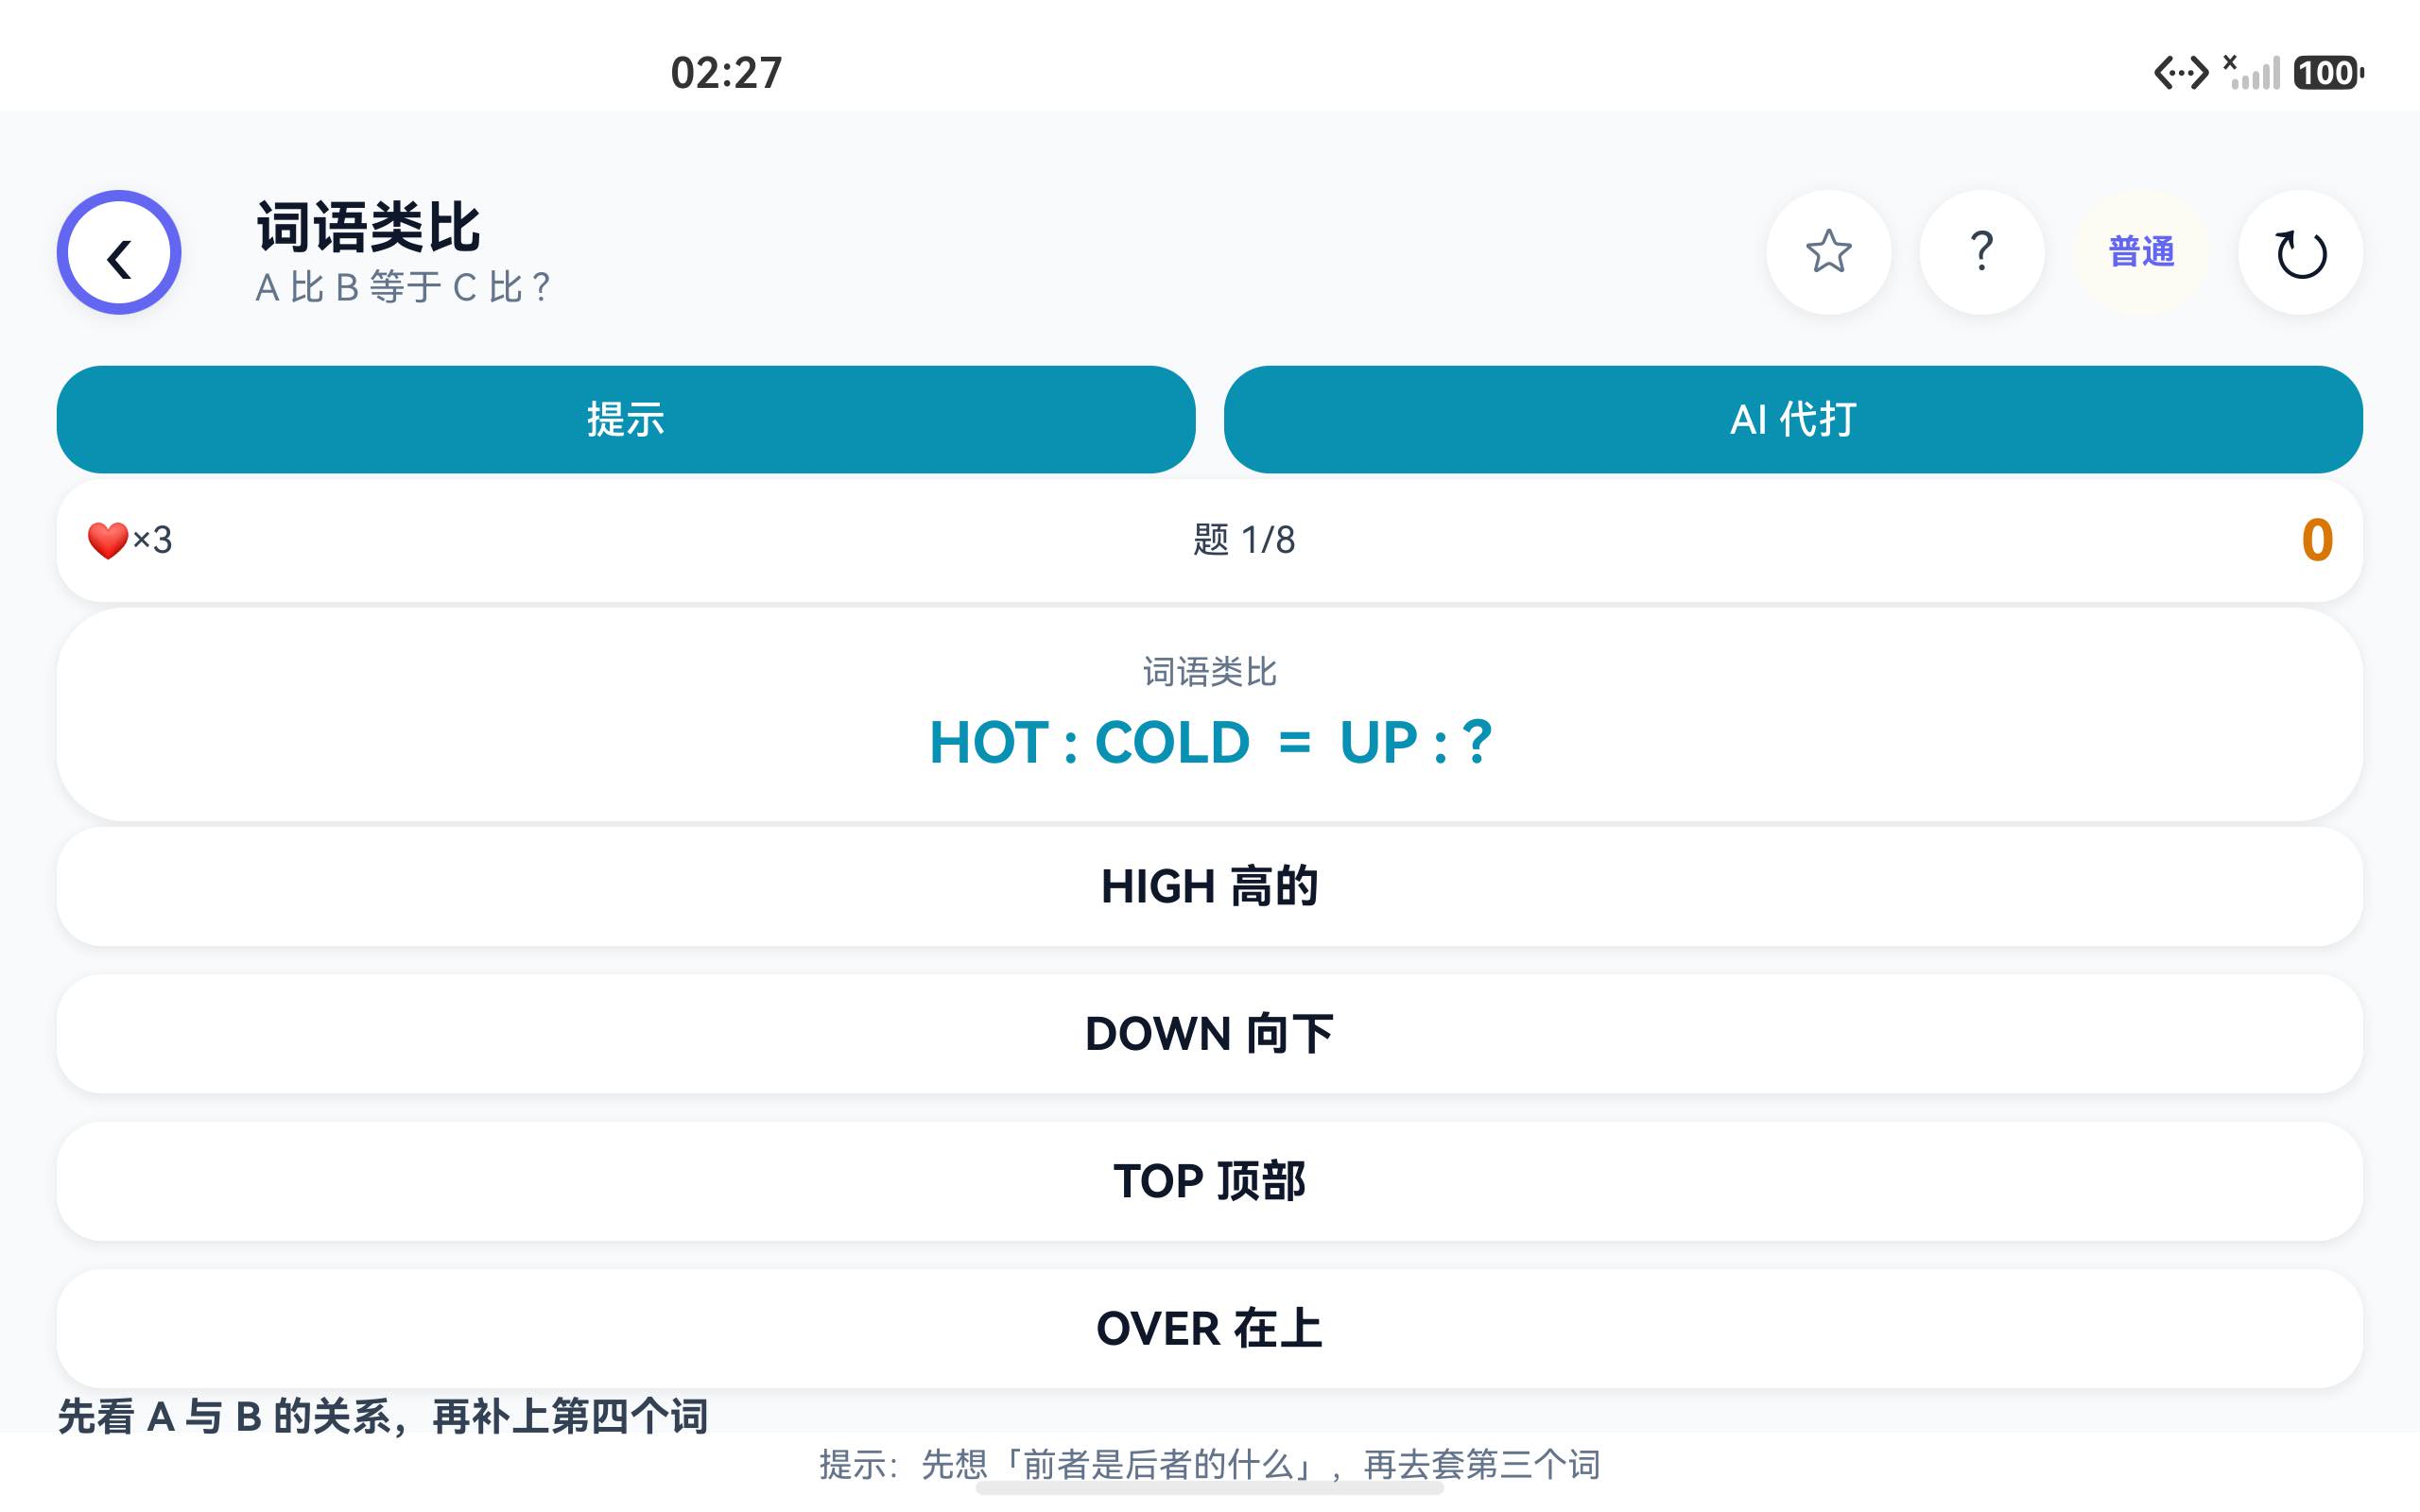 02:27
100
词语类比
A 比 B 等于 C 比？
?
普通
提示
AI 代打
×3
题 1/8
0
词语类比
HOT : COLD = UP : ?
HIGH 高的
DOWN 向下
TOP 顶部
OVER 在上
先看 A 与 B 的关系，再补上第四个词
提示：先想「前者是后者的什么」，再去套第三个词